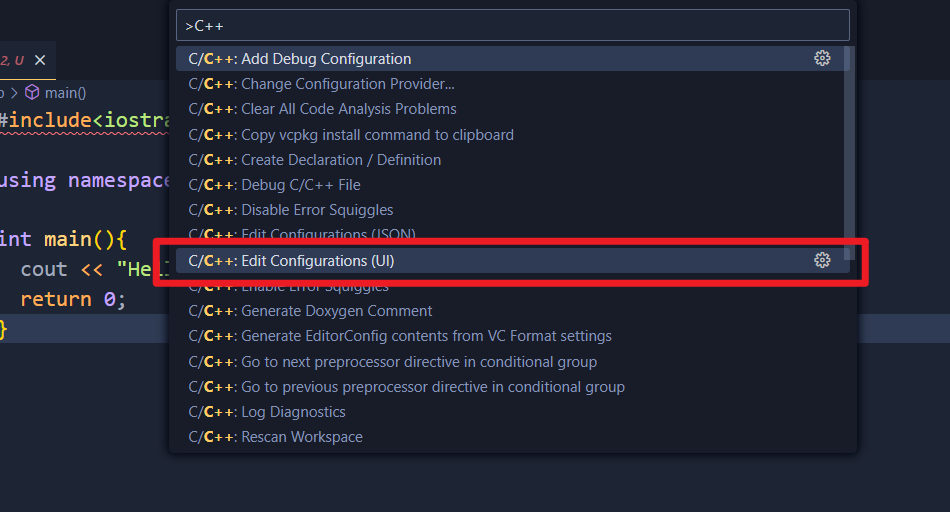 >C++
C/C++: Add Debug Configuration
2, U
C/C++: Change Configuration Provider...
main()
C/C++: Clear All Code Analysis Problems
#include<iostra
C/C++: Copy vcpkg install command to clipboard
C/C++: Create Declaration / Definition
using namespace
C/C++: Debug C/C++ File
C/C++: Disable Error Squiggles
C/C++: Edit Configurations (JSON)
int main(){
C/C++: Edit Configurations (UI)
cout << "Hel
C/C++: Enable Error Squiggles
return 0;
C/C++: Generate Doxygen Comment
}
C/C++: Generate EditorConfig contents from VC Format settings
C/C++: Go to next preprocessor directive in conditional group
C/C++: Go to previous preprocessor directive in conditional group
C/C++: Log Diagnostics
C/C++: Rescan Workspace